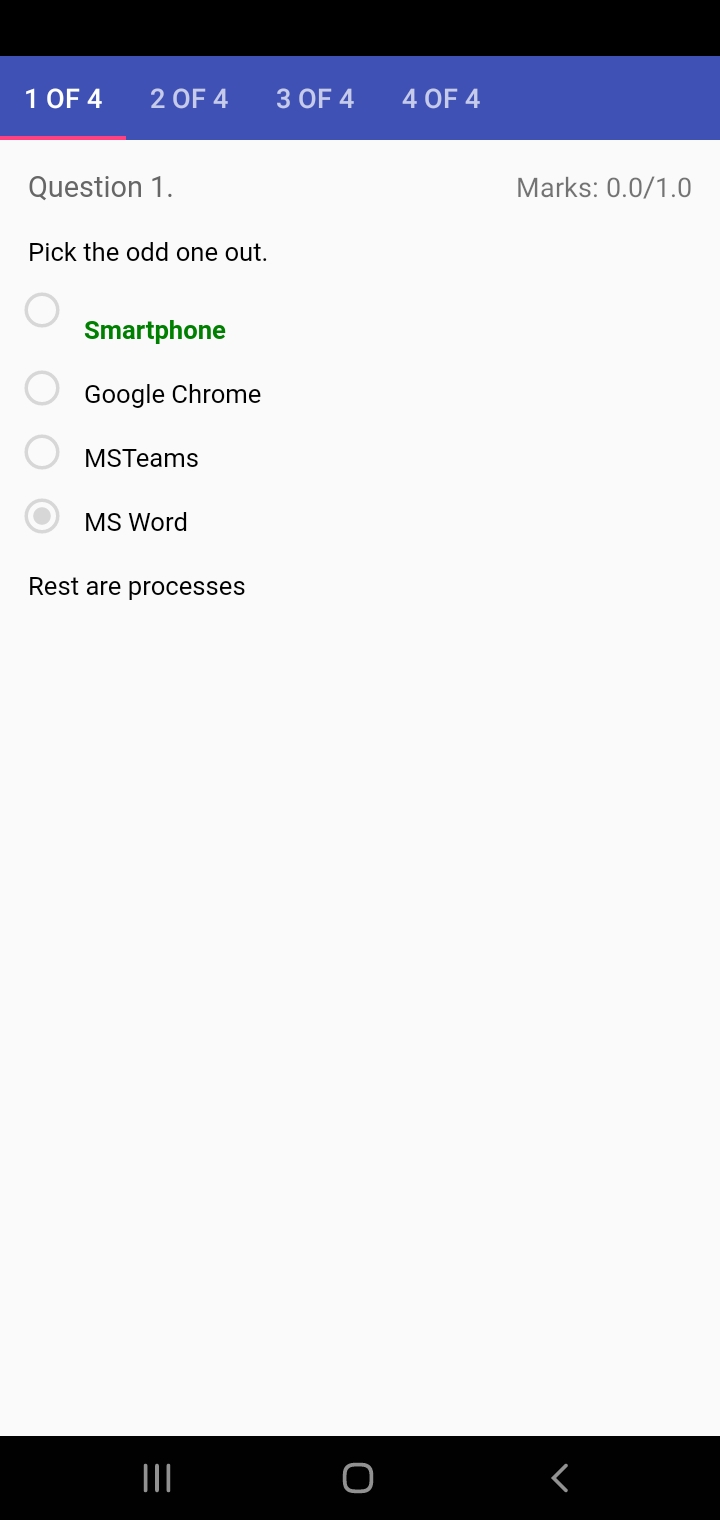 1 OF 4 2 OF 4 3 OF 4 4 OF 4
Question 1. Marks: 0.0/1.0
Pick the odd one out.
Smartphone
Google Chrome
MSTeams
MS Word
Rest are processes